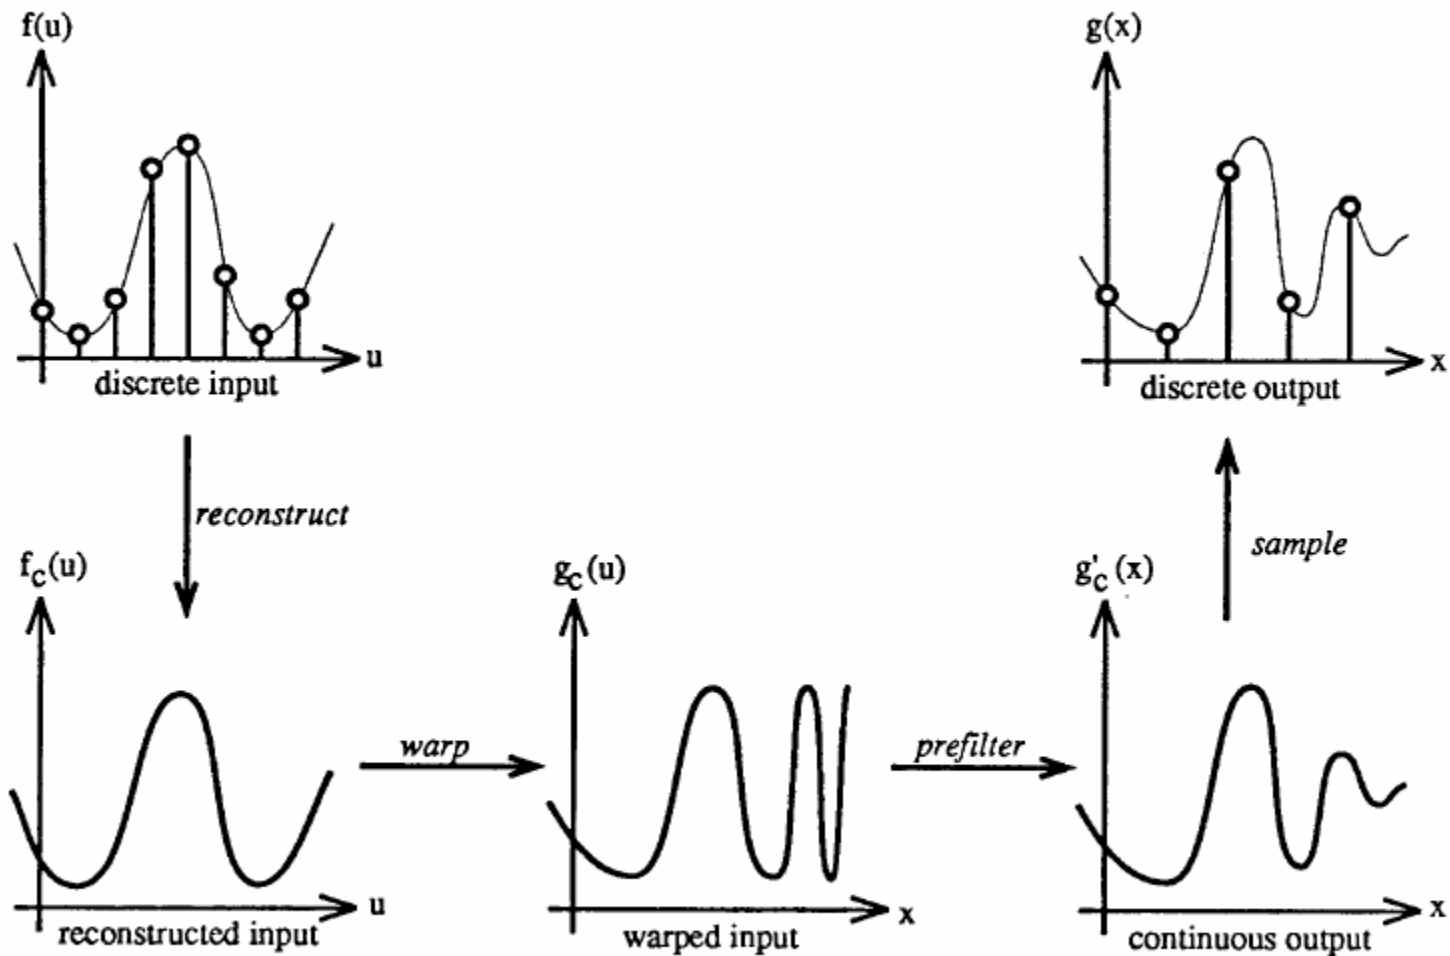 f(u)
g(x)
u
discrete input
x
discrete output
reconstruct
sample
f_c(u)
g_c(u)
g'_c(x)
warp
prefilter
u
reconstructed input
x
warped input
x
continuous output